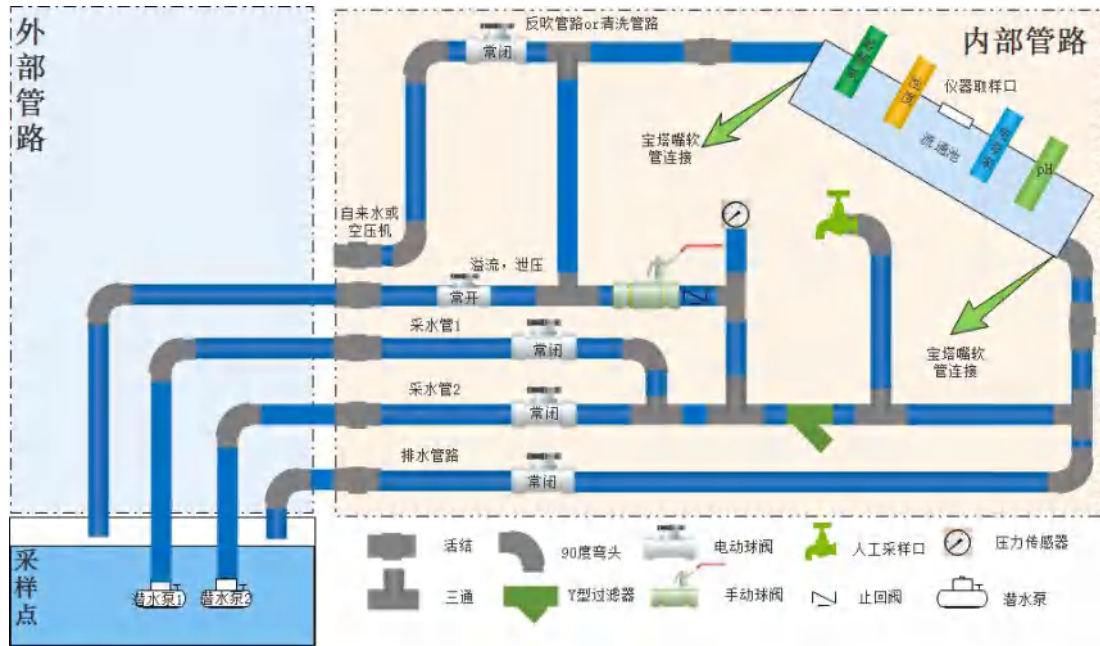 外部管路
内部管路
反吹管路or清洗管路
常闭
仪器取样口
宝塔嘴软
管连接
流通池
pH
自来水或
空压机
溢流，泄压
常开
采水管1
常闭
宝塔嘴软
管连接
采水管2
常闭
排水管路
常闭
采样点
潜水泵1
潜水泵2
活结
90度弯头
电动球阀
人工采样口
压力传感器
三通
Y型过滤器
手动球阀
止回阀
潜水泵